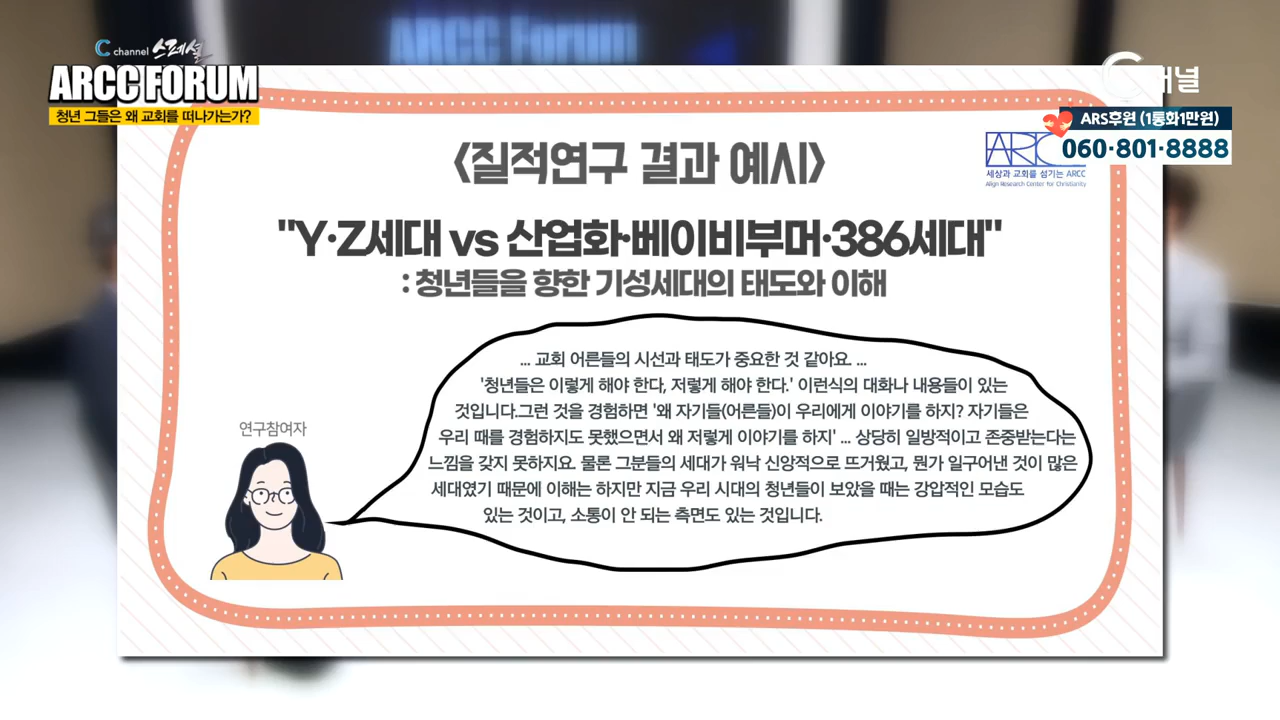 ARCC Forum
C channel 스페셜
ARCC FORUM
청년 그들은 왜 교회를 떠나가는가?
채널
ARS후원 (1통화1만원)
060·801·8888
ARC
세상과 교회를 섬기는 ARCC
Align Research Center for Christianity
<질적연구 결과 예시>
"Y·Z세대 vs 산업화·베이비부머·386세대"
: 청년들을 향한 기성세대의 태도와 이해
... 교회 어른들의 시선과 태도가 중요한 것 같아요. ...
'청년들은 이렇게 해야 한다, 저렇게 해야 한다.' 이런식의 대화나 내용들이 있는
것입니다.그런 것을 경험하면 '왜 자기들(어른들)이 우리에게 이야기를 하지? 자기들은
우리 때를 경험하지도 못했으면서 왜 저렇게 이야기를 하지' ... 상당히 일방적이고 존중받는다는
느낌을 갖지 못하지요. 물론 그분들의 세대가 워낙 신앙적으로 뜨거웠고, 뭔가 일구어낸 것이 많은
세대였기 때문에 이해는 하지만 지금 우리 시대의 청년들이 보았을 때는 강압적인 모습도
있는 것이고, 소통이 안 되는 측면도 있는 것입니다.
연구참여자